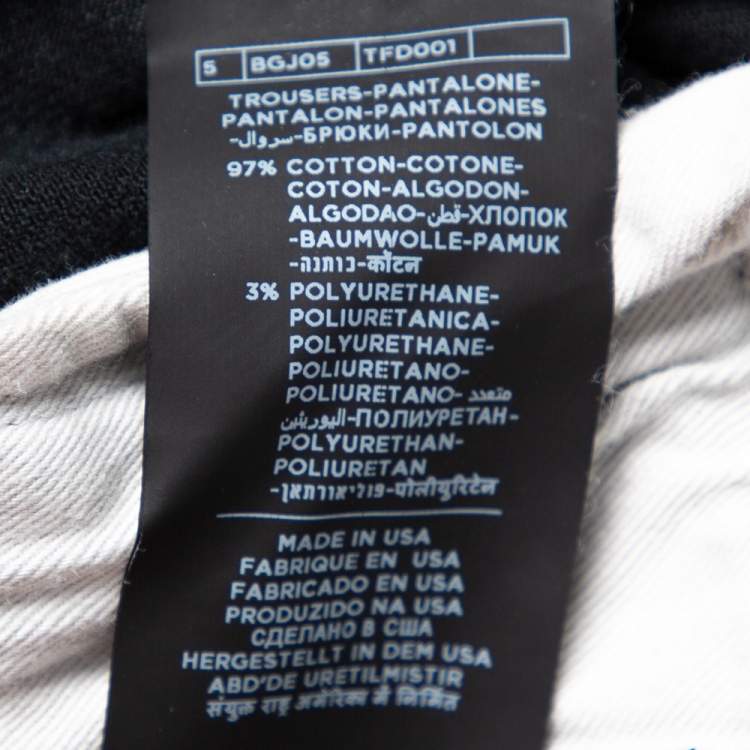 5 BGJ05 TFD001
TROUSERS-PANTALONE-
PANTALON-PANTALONES
-سروال-БРЮКИ-PANTOLON
97% COTTON-COTONE-
COTON-ALGODON-
ALGODAO-قطن-ХЛОПОК
-BAUMWOLLE-PAMUK
-כותנה-कॉटन
3% POLYURETHANE-
POLIURETANICA-
POLYURETHANE-
POLIURETANO-
POLIURETANO- متعدد
اليوريثين-ПОЛИУРЕТАН-
POLYURETHAN-
POLIURETAN
-פוליאורתאן-पोलीयुरिटेन
MADE IN USA
FABRIQUE EN USA
FABRICADO EN USA
PRODUZIDO NA USA
СДЕЛАНО В США
HERGESTELLT IN DEM USA
ABD'DE URETILMISTIR
संयुक्त राष्ट्र अमेरिका में निर्मित